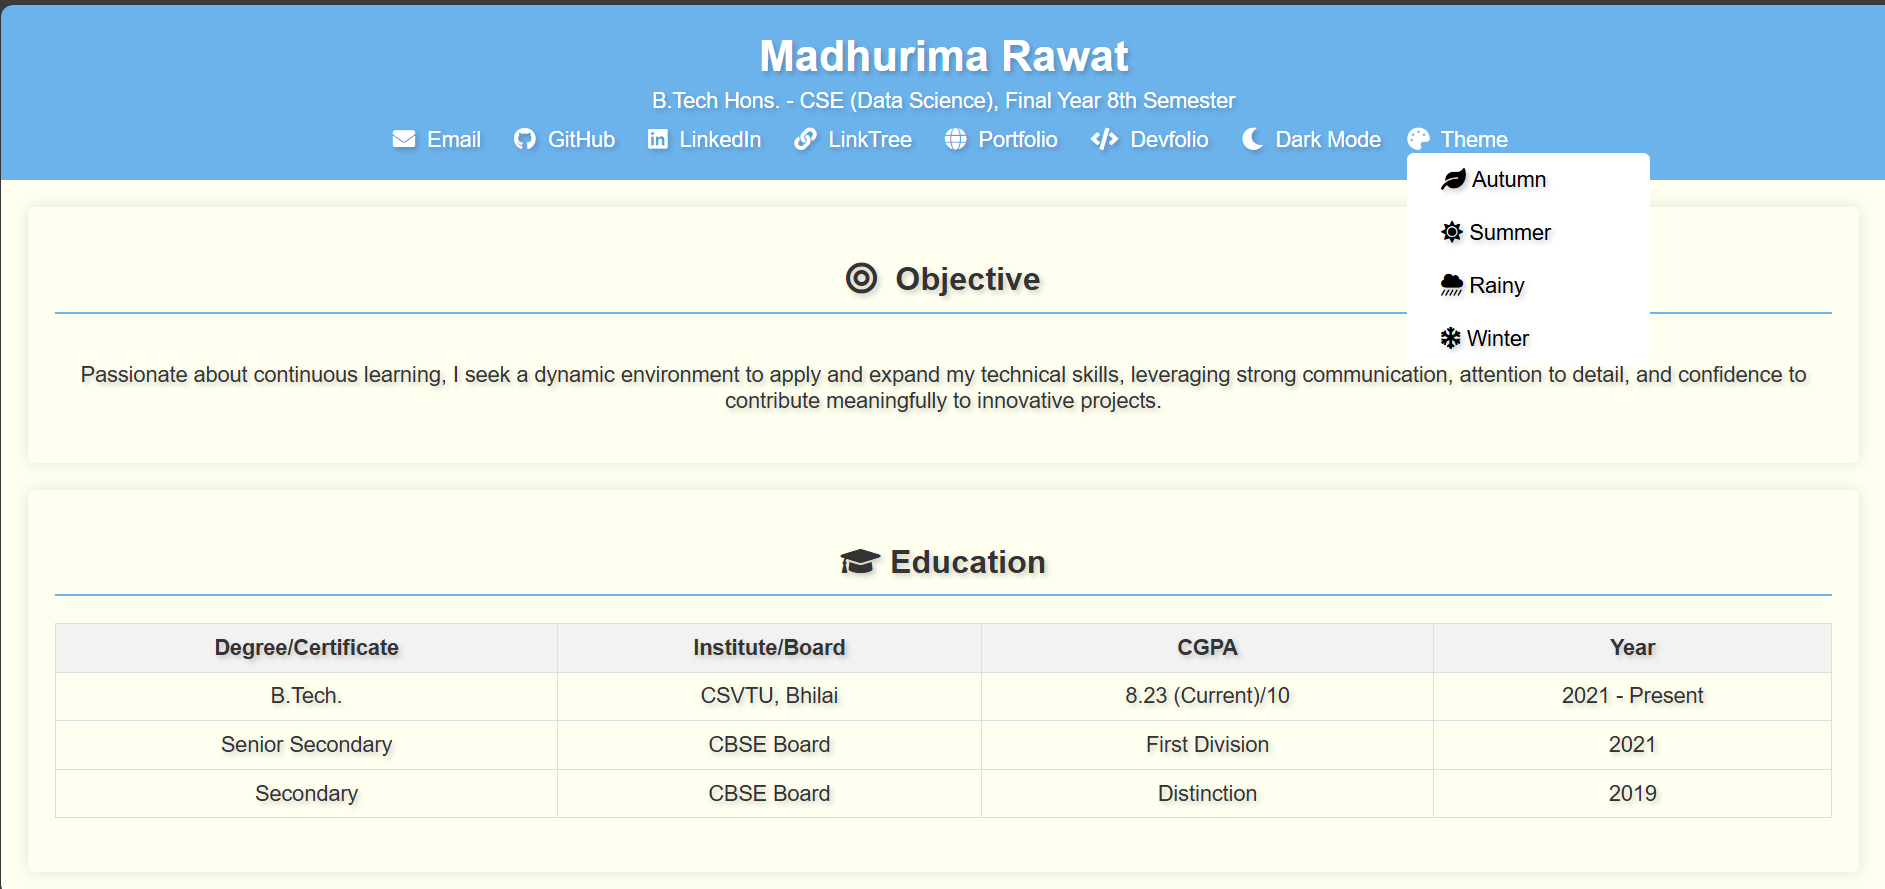 Madhurima Rawat
B.Tech Hons. - CSE (Data Science), Final Year 8th Semester
Email GitHub LinkedIn LinkTree Portfolio Devfolio Dark Mode Theme
Autumn
Summer
Rainy
Winter
Objective
Passionate about continuous learning, I seek a dynamic environment to apply and expand my technical skills, leveraging strong communication, attention to detail, and confidence to
contribute meaningfully to innovative projects.
Education
Degree/Certificate Institute/Board CGPA Year
B.Tech. CSVTU, Bhilai 8.23 (Current)/10 2021 - Present
Senior Secondary CBSE Board First Division 2021
Secondary CBSE Board Distinction 2019